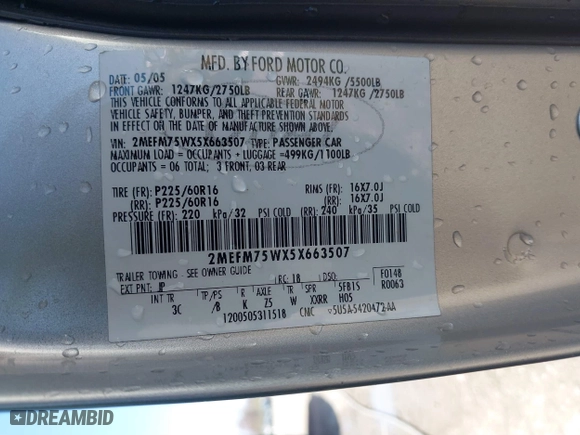 MFD. BY FORD MOTOR CO.
DATE: 05/05 GVWR: 2494KG /5500LB
FRONT GAWR: 1247KG/2750LB REAR GAWR: 1247KG/2750LB
THIS VEHICLE CONFORMS TO ALL APPLICABLE FEDERAL MOTOR
VEHICLE SAFETY, BUMPER, AND THEFT PREVENTION STANDARDS
IN EFFECT ON THE DATE OF MANUFACTURE SHOWN ABOVE.
VIN: 2MEFM75WX5X663507 TYPE: PASSENGER CAR
MAXIMUM LOAD = OCCUPANTS + LUGGAGE =499KG/1100LB
OCCUPANTS = 06 TOTAL; 3 FRONT, 03 REAR
TIRE (FR): P225/60R16 RIMS (FR): 16X7.0J
(RR): P225/60R16 (RR): 16X7.0J
PRESSURE (FR): 220 kPa/32 PSI COLD (RR): 240 kPa/35 PSI COLD
2MEFM75WX5X663507
TRAILER TOWING – SEE OWNER GUIDE
EXT PNT: JP RC: 18 DSO: F0148
INT TR TP/PS R AXLE TR SPR 5FB1S R0063
3C /8 K Z5 W XXRR H05
1200505311518 CMC 5U5A-5420472-AA
DREAMBID